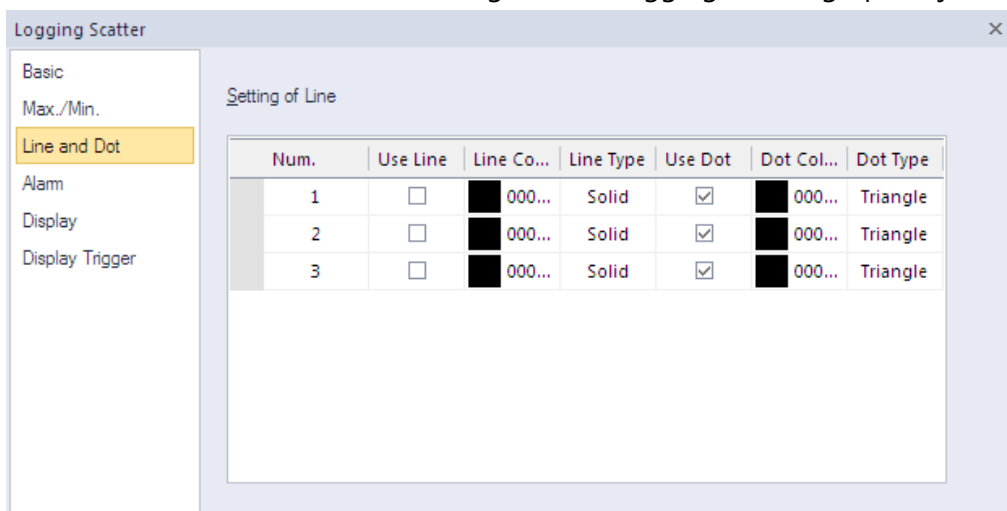 Logging Scatter
Basic
Max./Min.
Line and Dot
Alarm
Display
Display Trigger
Setting of Line
Num. Use Line Line Co... Line Type Use Dot Dot Col... Dot Type
1 000... Solid 000... Triangle
2 000... Solid 000... Triangle
3 000... Solid 000... Triangle